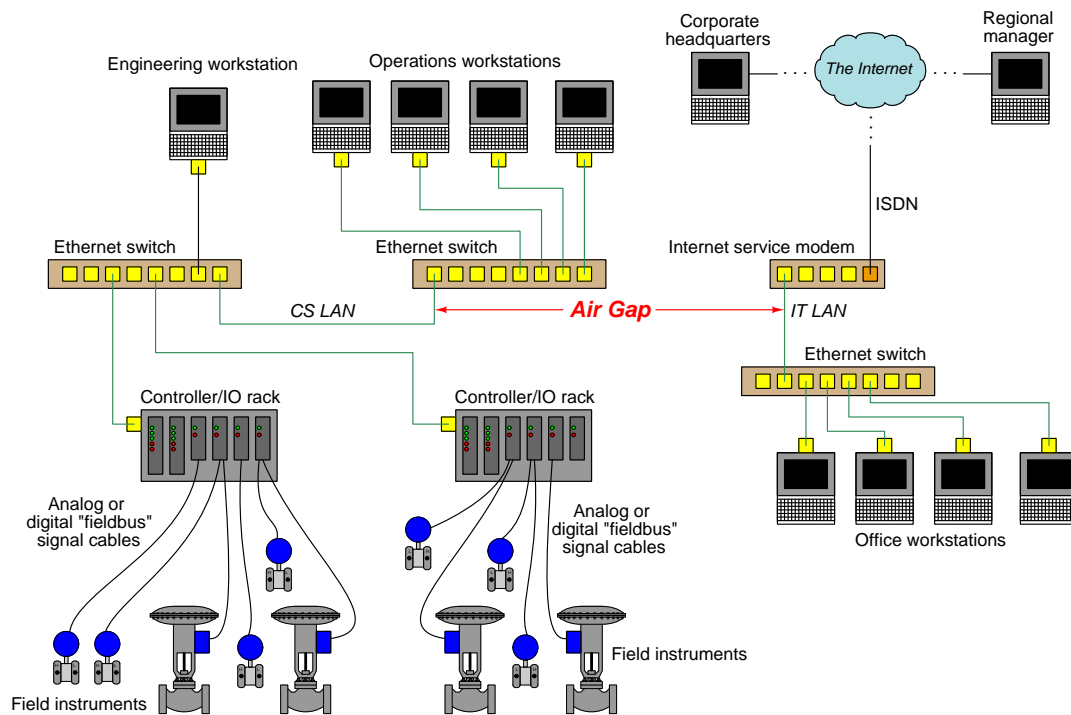 Corporate
headquarters
Regional
manager
Engineering workstation
Operations workstations
The Internet
ISDN
Ethernet switch
Ethernet switch
Internet service modem
CS LAN
Air Gap
IT LAN
Ethernet switch
Controller/IO rack
Controller/IO rack
Analog or
digital "fieldbus"
signal cables
Analog or
digital "fieldbus"
signal cables
Office workstations
Field instruments
Field instruments